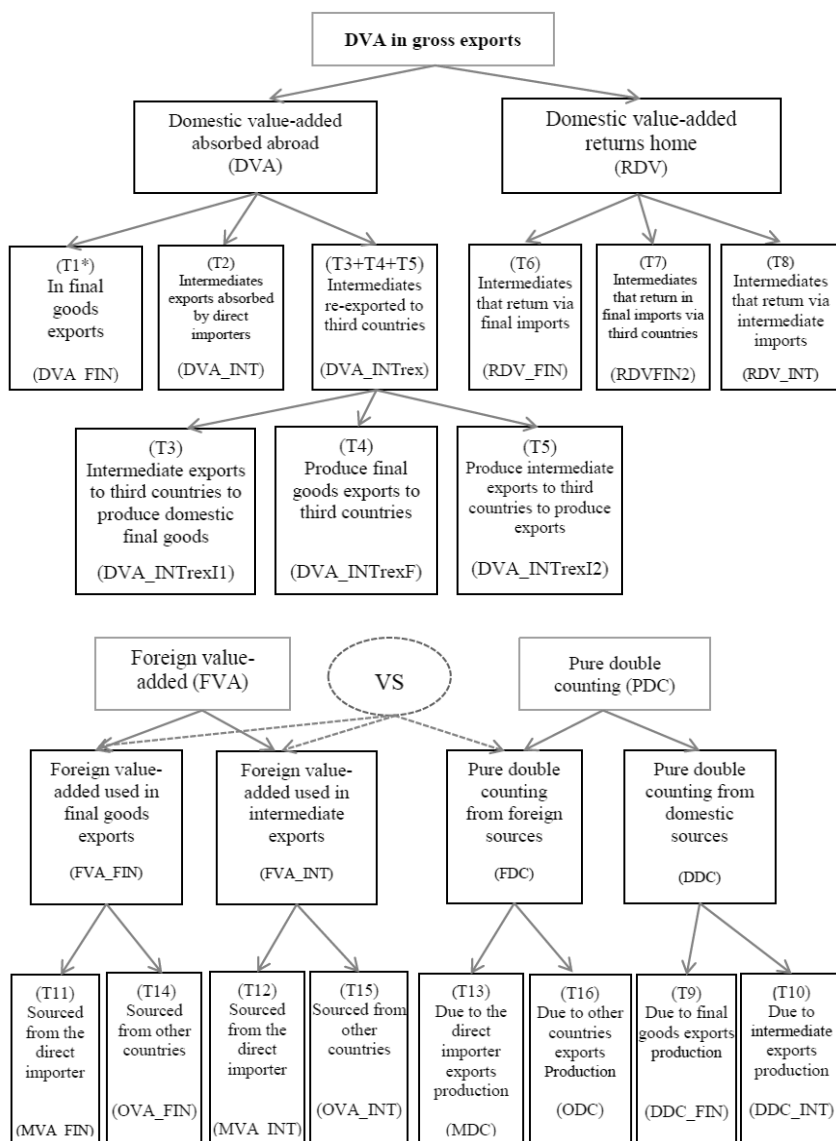 DVA in gross exports
Domestic value-added
absorbed abroad
(DVA)
Domestic value-added
returns home
(RDV)
(T1*)
In final
goods
exports
(DVA_FIN)
(T2)
Intermediates
exports absorbed
by direct
importers
(DVA_INT)
(T3+T4+T5)
Intermediates
re-exported to
third countries
(DVA_INTrex)
(T6)
Intermediates
that return via
final imports
(RDV_FIN)
(T7)
Intermediates
that return in
final imports via
third countries
(RDVFIN2)
(T8)
Intermediates
that return via
intermediate
imports
(RDV_INT)
(T3)
Intermediate exports
to third countries to
produce domestic
final goods
(DVA_INTrexI1)
(T4)
Produce final
goods exports to
third countries
(DVA_INTrexF)
(T5)
Produce intermediate
exports to third
countries to produce
exports
(DVA_INTrexI2)
Foreign value-
added (FVA)
VS
Pure double
counting (PDC)
Foreign value-
added used in
final goods
exports
(FVA_FIN)
Foreign value-
added used in
intermediate
exports
(FVA_INT)
Pure double
counting
from foreign
sources
(FDC)
Pure double
counting from
domestic
sources
(DDC)
(T11)
Sourced
from the
direct
importer
(MVA_FIN)
(T14)
Sourced
from other
countries
(OVA_FIN)
(T12)
Sourced
from the
direct
importer
(MVA_INT)
(T15)
Sourced from
other
countries
(OVA_INT)
(T13)
Due to the
direct
importer
exports
production
(MDC)
(T16)
Due to other
countries
exports
Production
(ODC)
(T9)
Due to final
goods exports
production
(DDC_FIN)
(T10)
Due to
intermediate
exports
production
(DDC_INT)